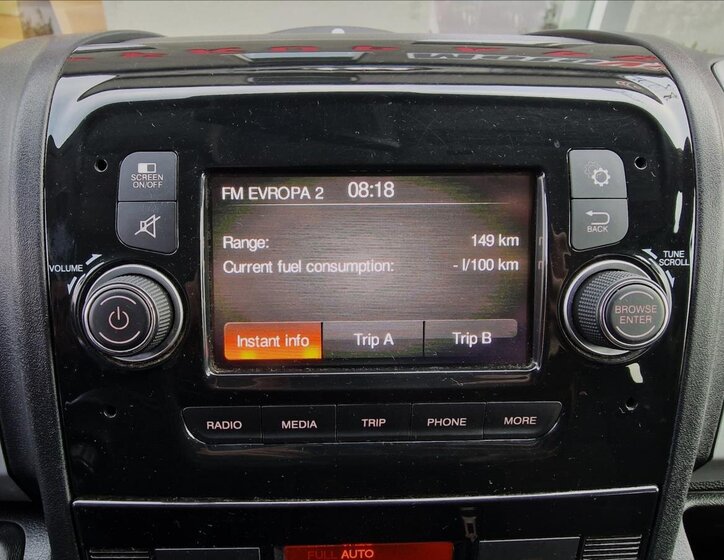 SCREEN
ON/OFF
FM EVROPA 2 08:18
BACK
VOLUME
TUNE
SCROLL
Range: 149 km
Current fuel consumption: - l/100 km
BROWSE
ENTER
Instant info Trip A Trip B
RADIO MEDIA TRIP PHONE MORE
FULL AUTO